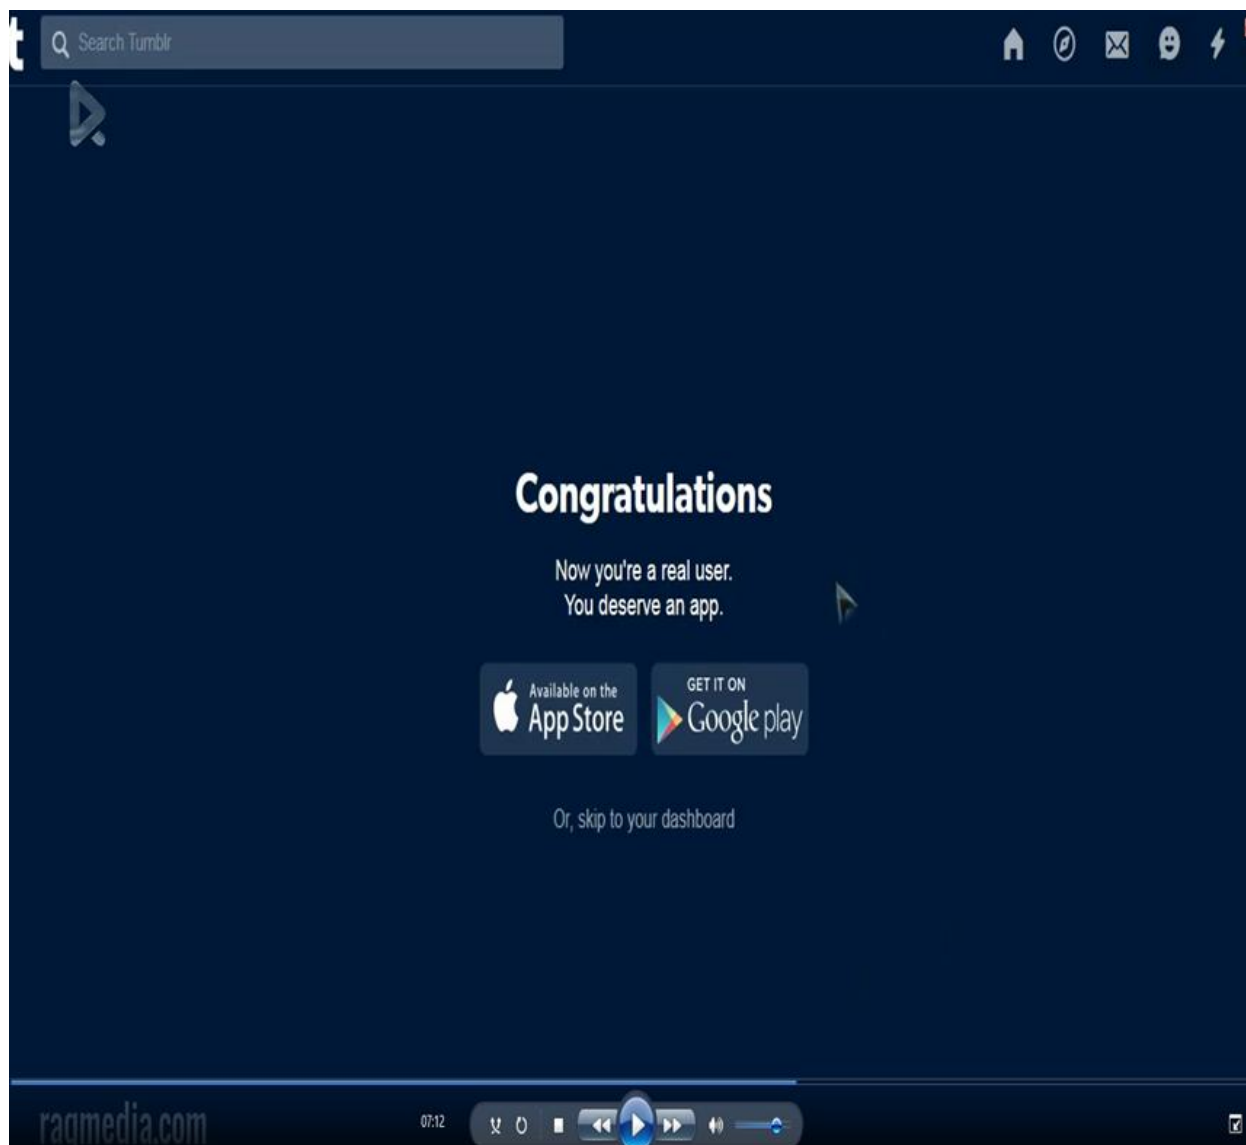 t
Search Tumblr
Congratulations
Now you're a real user.
You deserve an app.
Available on the
App Store
GET IT ON
Google play
Or, skip to your dashboard
raqmedia.com
07:12